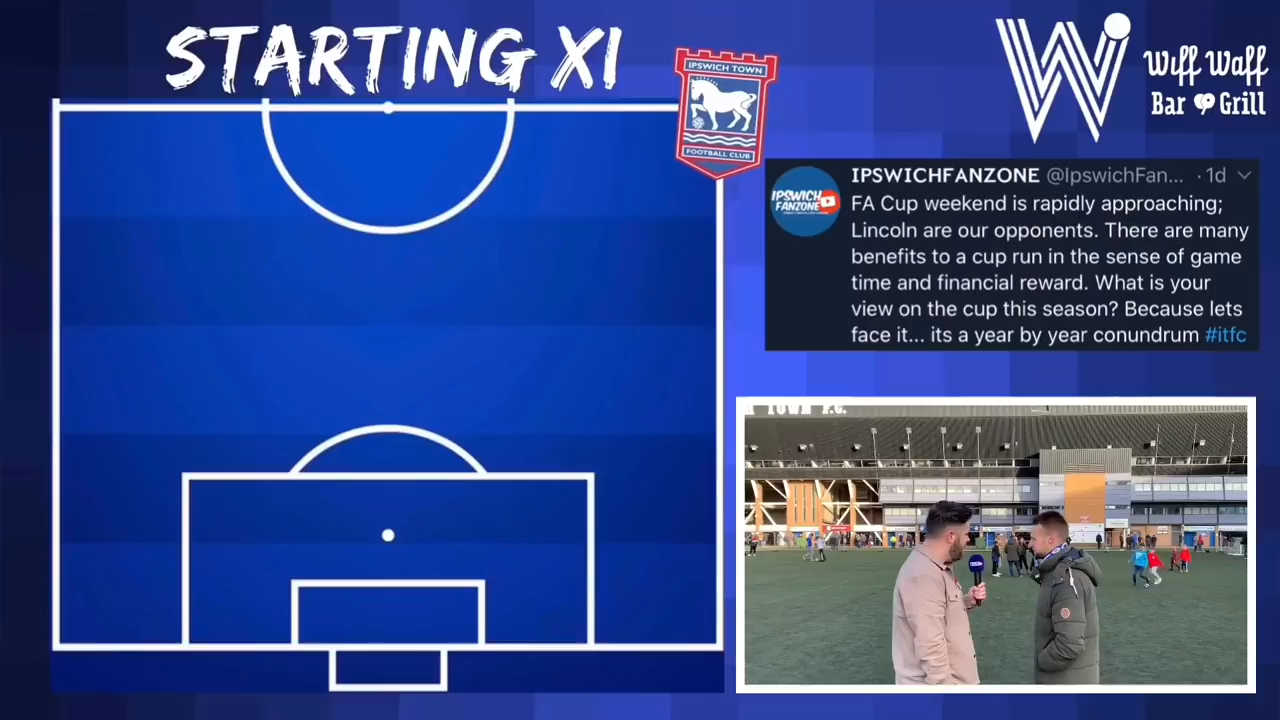 STARTING XI
IPSWICH TOWN
FOOTBALL CLUB
Wiff Waff
Bar Grill
IPSWICHFANZONE @IpswichFan... · 1d
IPSWICH
FANZONE
FA Cup weekend is rapidly approaching;
Lincoln are our opponents. There are many
benefits to a cup run in the sense of game
time and financial reward. What is your
view on the cup this season? Because lets
face it... its a year by year conundrum #itfc
TOWN F.C.